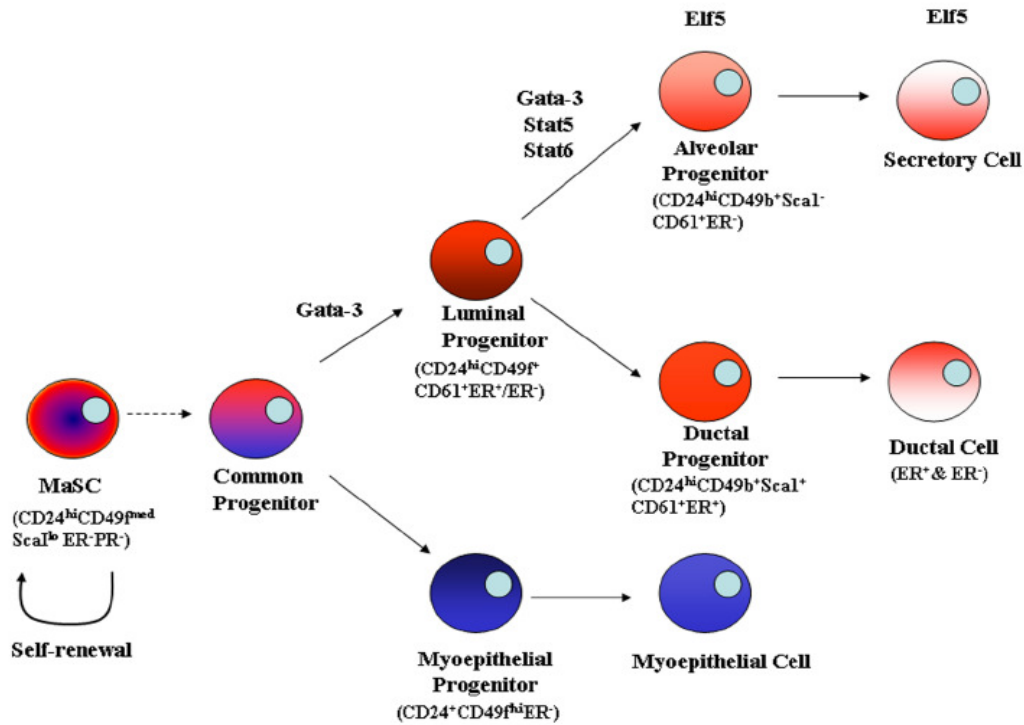 Elf5
Elf5
Gata-3
Stat5
Stat6
Alveolar
Progenitor
(CD24ʰⁱCD49b⁺Sca1⁻
CD61⁺ER⁻)
Secretory Cell
Gata-3
Luminal
Progenitor
(CD24ʰⁱCD49f⁺
CD61⁺ER⁺/ER⁻)
Ductal
Progenitor
(CD24ʰⁱCD49b⁺Sca1⁺
CD61⁺ER⁺)
Ductal Cell
(ER⁺& ER⁻)
MaSC
(CD24ʰⁱCD49fᵐᵉᵈ
ScaIˡᵒ ER⁻PR⁻)
Self-renewal
Common
Progenitor
Myoepithelial
Progenitor
(CD24⁺CD49fʰⁱER⁻)
Myoepithelial Cell